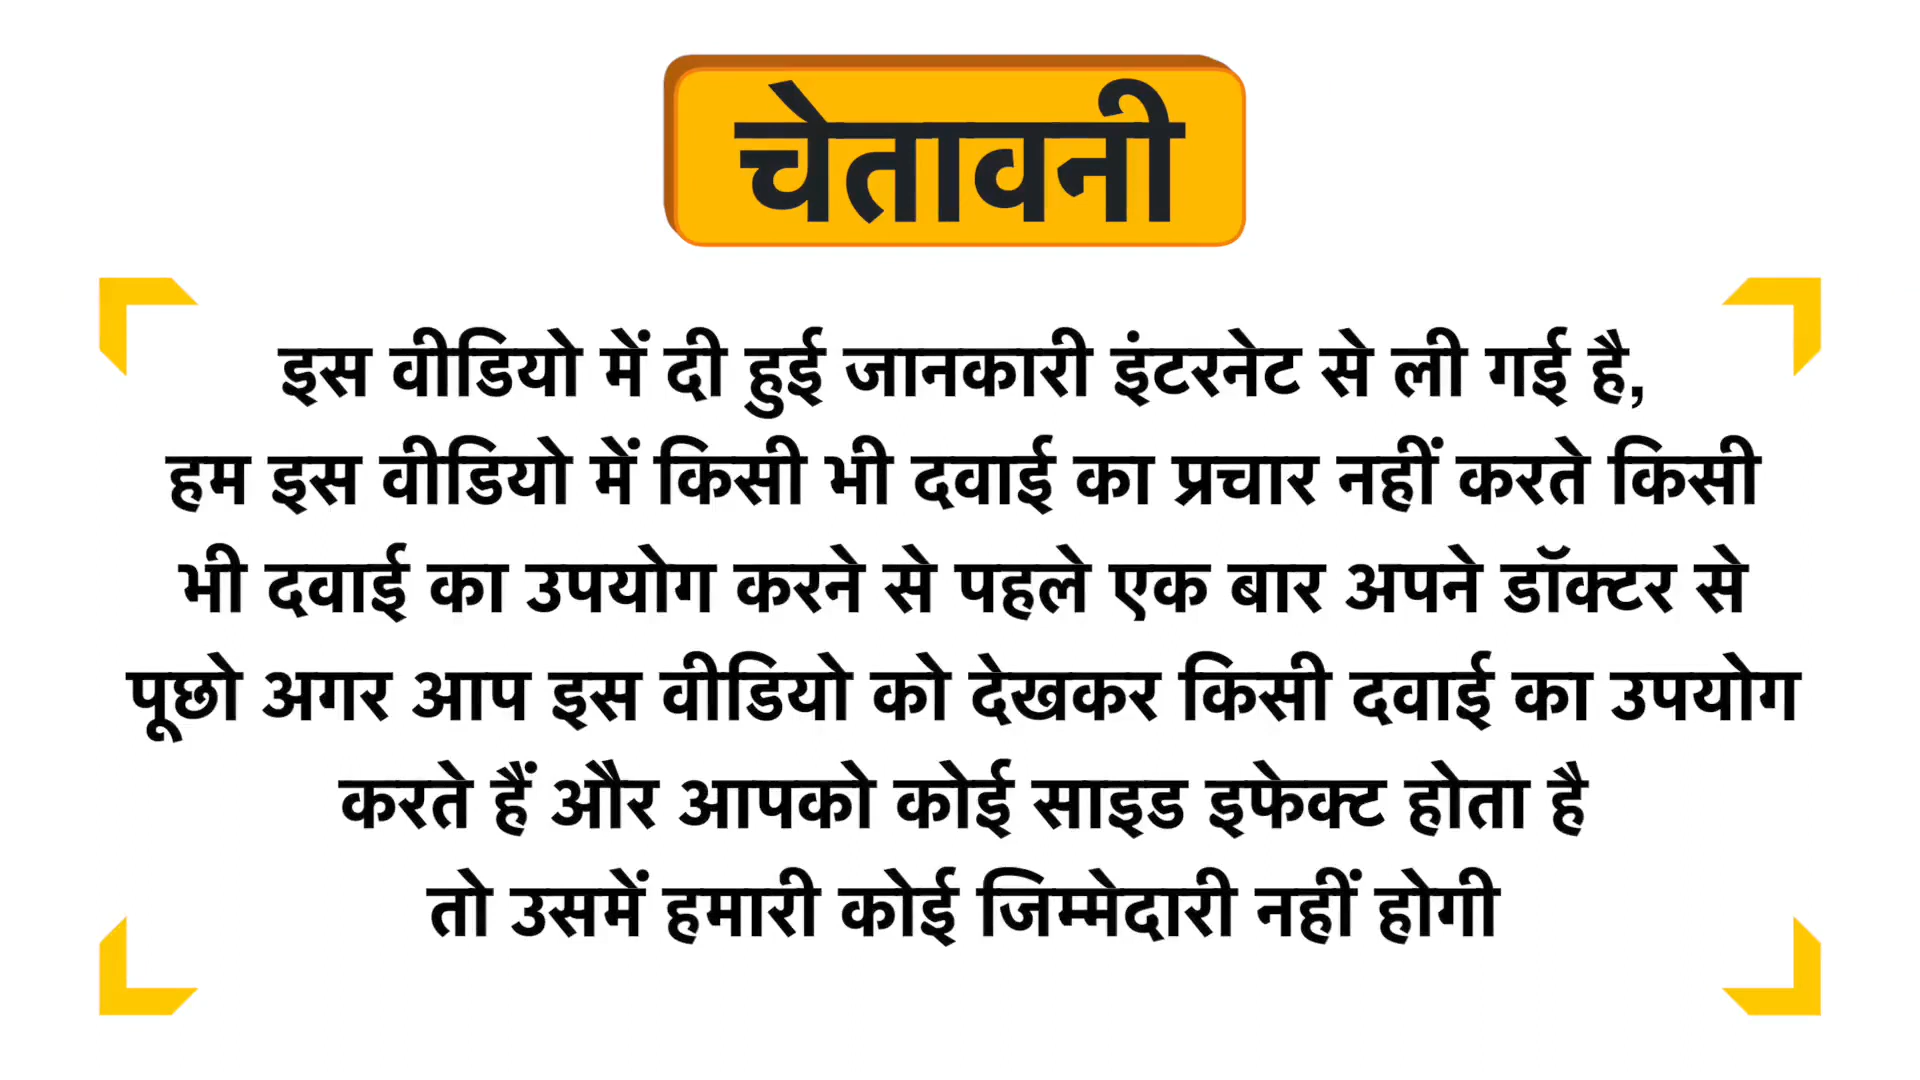 चेतावनी
इस वीडियो में दी हुई जानकारी इंटरनेट से ली गई है,
हम इस वीडियो में किसी भी दवाई का प्रचार नहीं करते किसी
भी दवाई का उपयोग करने से पहले एक बार अपने डॉक्टर से
पूछो अगर आप इस वीडियो को देखकर किसी दवाई का उपयोग
करते हैं और आपको कोई साइड इफेक्ट होता है
तो उसमें हमारी कोई जिम्मेदारी नहीं होगी